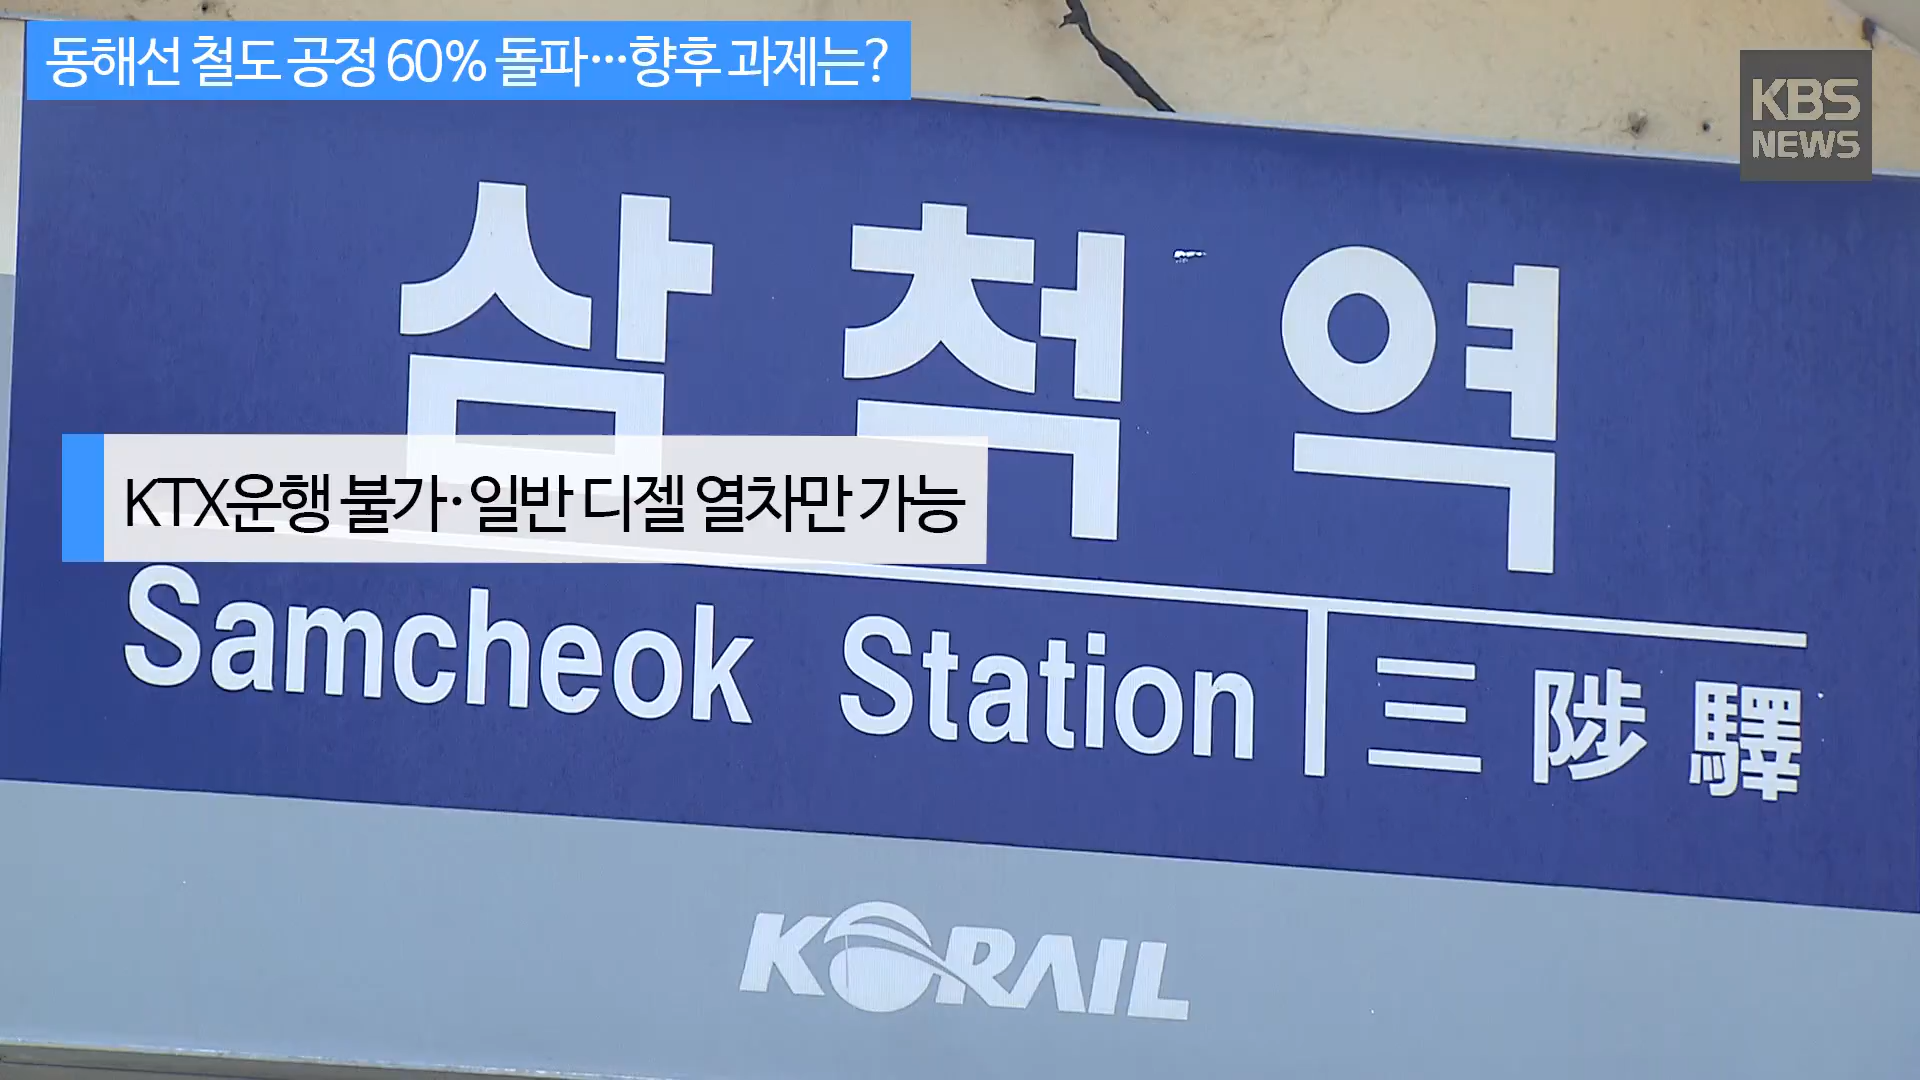 동해선 철도 공정 60% 돌파…향후 과제는?
KBS
NEWS
삼척역
KTX운행 불가·일반 디젤 열차만 가능
Samcheok Station
三陟驛
KORAIL